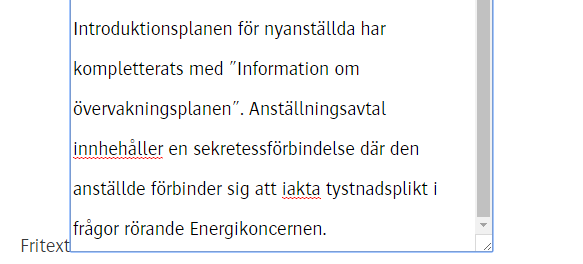 Introduktionsplanen för nyanställda har
kompletterats med ”Information om
övervakningsplanen”. Anställningsavtal
innhehåller en sekretessförbindelse där den
anställde förbinder sig att iakta tystnadsplikt i
frågor rörande Energikoncernen.
Fritext